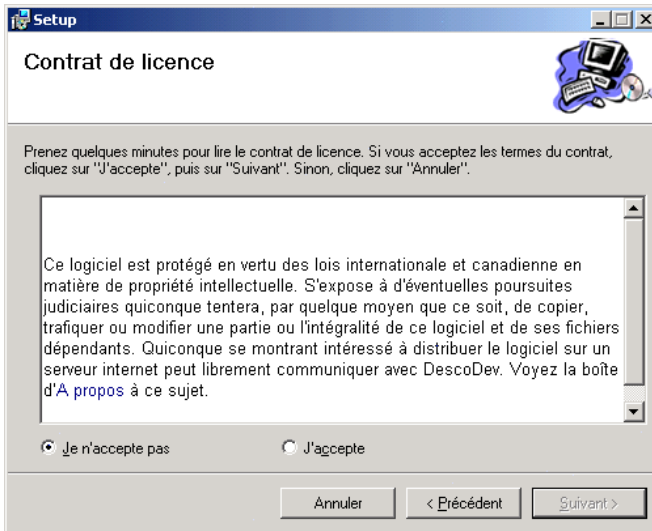 Setup
Contrat de licence
Prenez quelques minutes pour lire le contrat de licence. Si vous acceptez les termes du contrat,
cliquez sur "J'accepte", puis sur "Suivant". Sinon, cliquez sur "Annuler".
Ce logiciel est protégé en vertu des lois internationale et canadienne en
matière de propriété intellectuelle. S'expose à d'éventuelles poursuites
judiciaires quiconque tentera, par quelque moyen que ce soit, de copier,
trafiquer ou modifier une partie ou l'intégralité de ce logiciel et de ses fichiers
dépendants. Quiconque se montrant intéressé à distribuer le logiciel sur un
serveur internet peut librement communiquer avec DescoDev. Voyez la boîte
d'A propos à ce sujet.
Je n'accepte pas J'accepte
Annuler < Précédent Suivant >